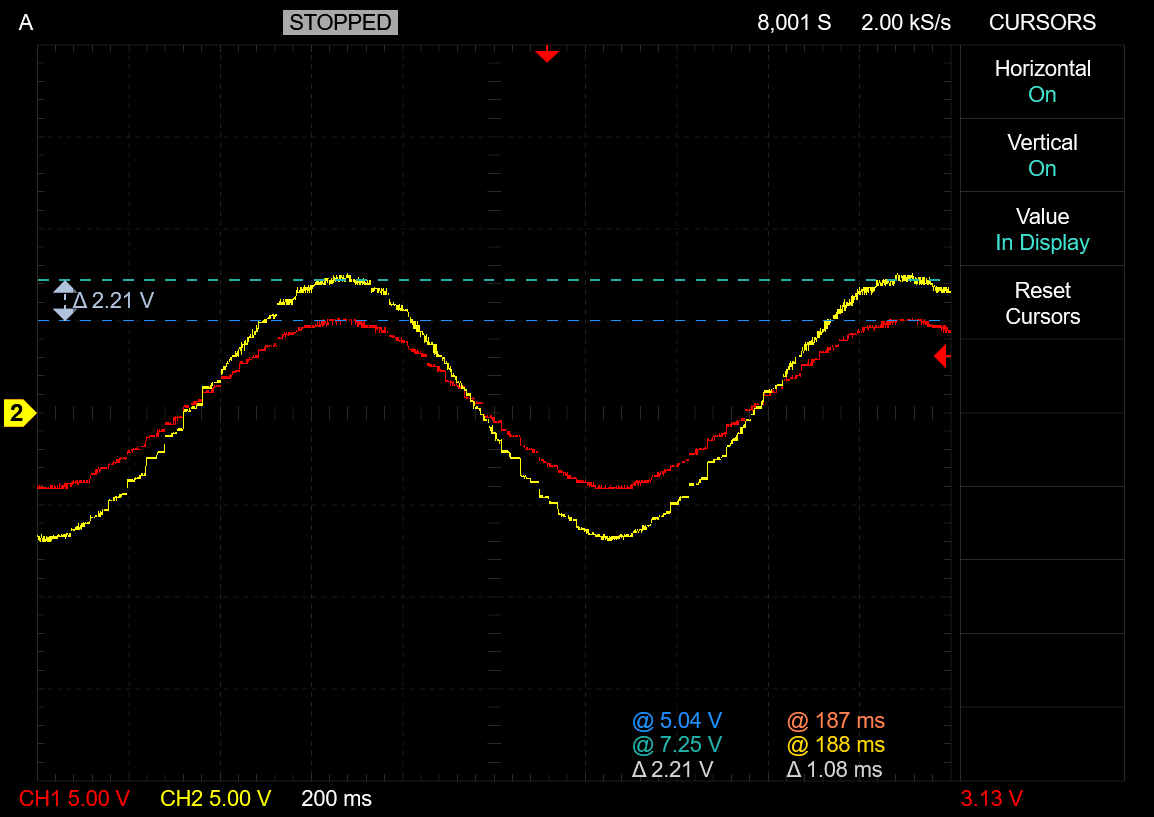 A STOPPED 8,001 S 2.00 kS/s CURSORS
Horizontal
On
Vertical
On
Value
In Display
Reset
Cursors
Δ 2.21 V
2
@ 5.04 V @ 187 ms
@ 7.25 V @ 188 ms
Δ 2.21 V Δ 1.08 ms
CH1 5.00 V CH2 5.00 V 200 ms 3.13 V